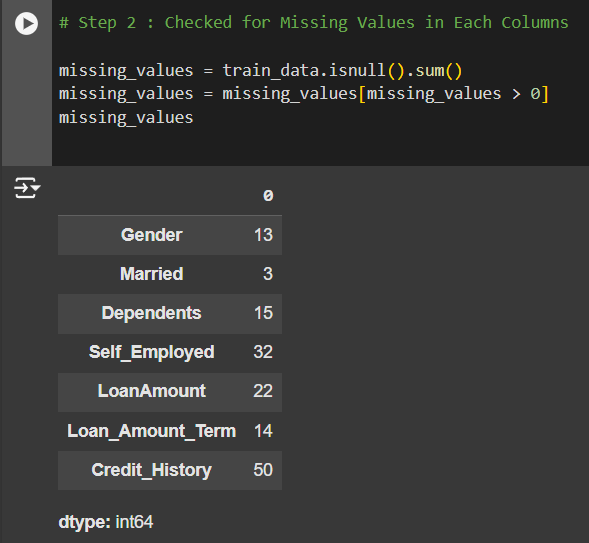 # Step 2 : Checked for Missing Values in Each Columns
missing_values = train_data.isnull().sum()
missing_values = missing_values[missing_values > 0]
missing_values
0
Gender 13
Married 3
Dependents 15
Self_Employed 32
LoanAmount 22
Loan_Amount_Term 14
Credit_History 50
dtype: int64